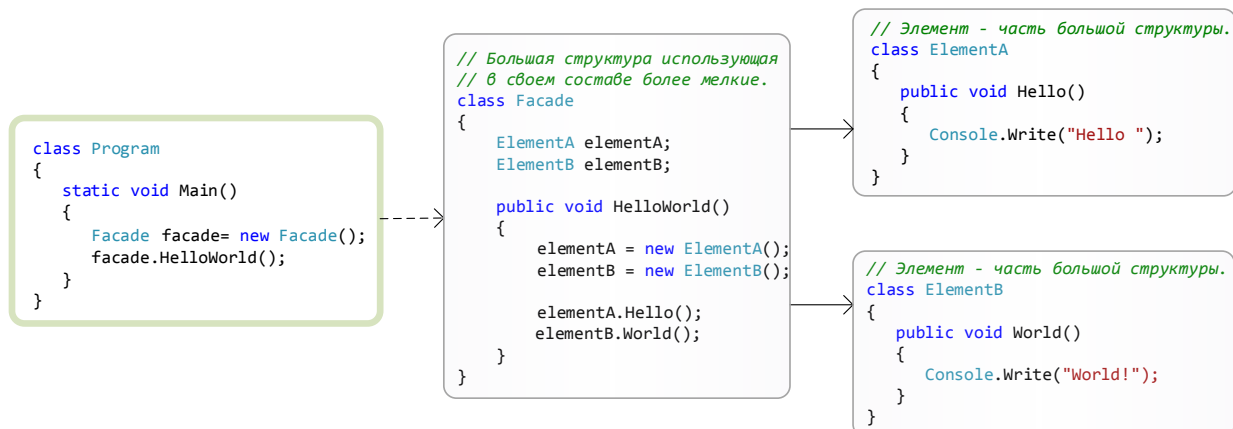 class Program
{
static void Main()
{
Facade facade= new Facade();
facade.HelloWorld();
}
}
// Большая структура использующая
// в своем составе более мелкие.
class Facade
{
ElementA elementA;
ElementB elementB;
public void HelloWorld()
{
elementA = new ElementA();
elementB = new ElementB();
elementA.Hello();
elementB.World();
}
}
// Элемент - часть большой структуры.
class ElementA
{
public void Hello()
{
Console.Write("Hello ");
}
}
// Элемент - часть большой структуры.
class ElementB
{
public void World()
{
Console.Write("World!");
}
}